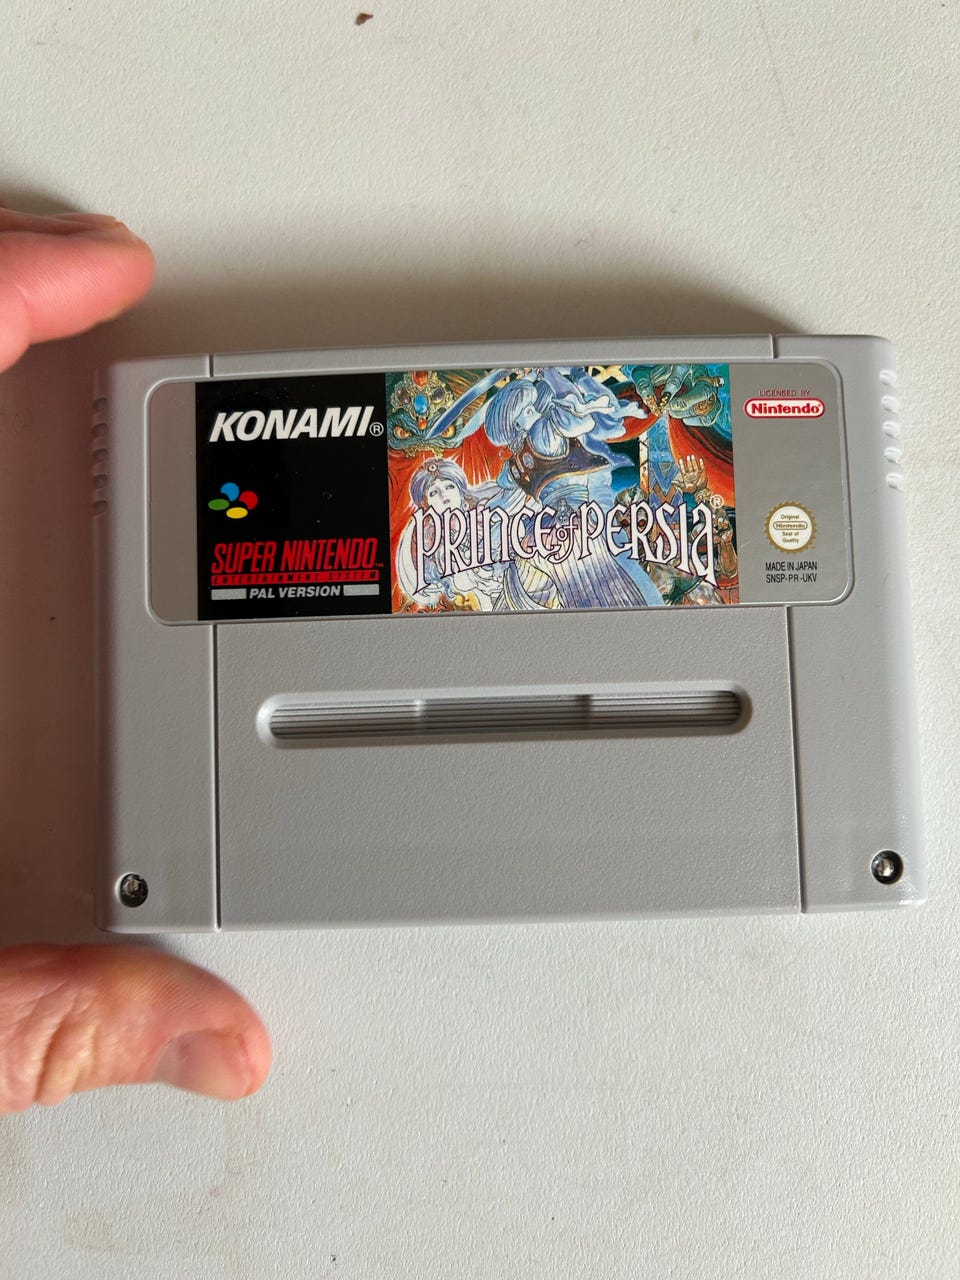 KONAMI®
SUPER NINTENDO™
ENTERTAINMENT SYSTEM
PAL VERSION
PRINCE of PERSIA®
LICENSED BY
Nintendo®
Original
Nintendo
Seal of
Quality
MADE IN JAPAN
SNSP-PR-UKV